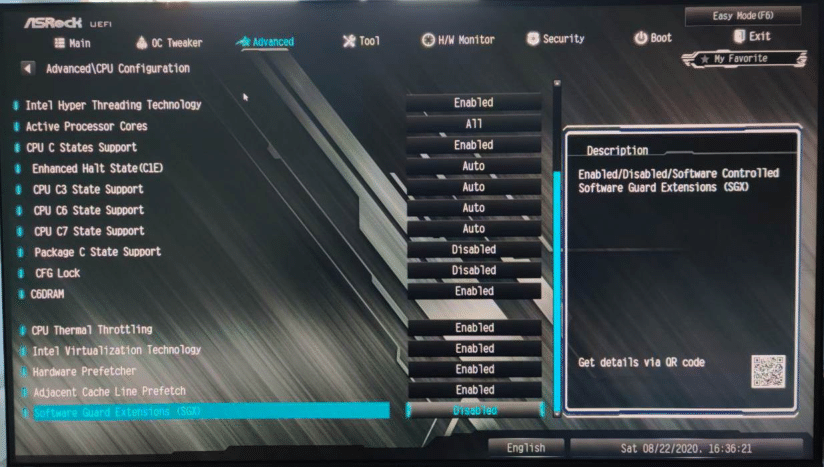 ASRock UEFI
Easy Mode(F6)
Main
OC Tweaker
Advanced
Tool
H/W Monitor
Security
Boot
Exit
My Favorite
Advanced\CPU Configuration
Intel Hyper Threading Technology Enabled
Active Processor Cores All
CPU C States Support Enabled
Enhanced Halt State(C1E) Auto
CPU C3 State Support Auto
CPU C6 State Support Auto
CPU C7 State Support Auto
Package C State Support Disabled
CFG Lock Disabled
C6DRAM Enabled
CPU Thermal Throttling Enabled
Intel Virtualization Technology Enabled
Hardware Prefetcher Enabled
Adjacent Cache Line Prefetch Enabled
Software Guard Extensions (SGX) Disabled
Description
Enabled/Disabled/Software Controlled
Software Guard Extensions (SGX)
Get details via QR code
English
Sat 08/22/2020. 16:36:21